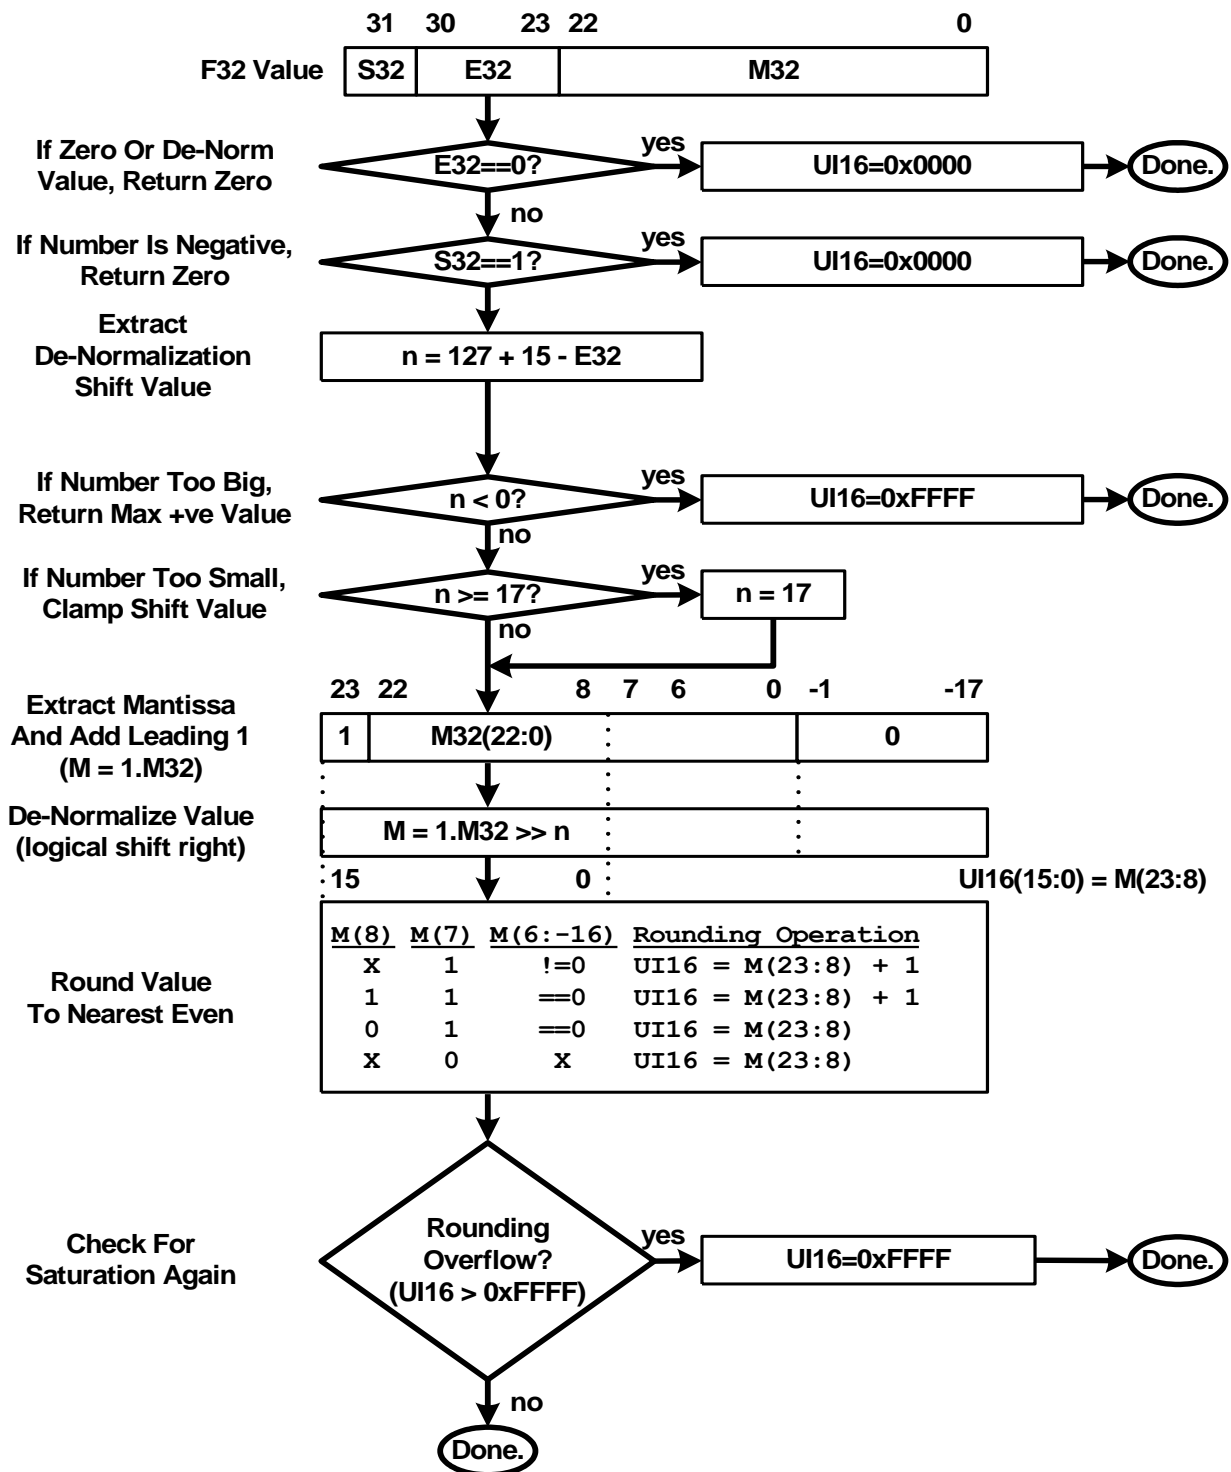 31 30 23 22 0
F32 Value S32 E32 M32
If Zero Or De-Norm
Value, Return Zero
E32==0?
yes
UI16=0x0000
Done.
no
If Number Is Negative,
Return Zero
S32==1?
yes
UI16=0x0000
Done.
Extract
De-Normalization
Shift Value
n = 127 + 15 - E32
If Number Too Big,
Return Max +ve Value
n < 0?
yes
UI16=0xFFFF
Done.
no
If Number Too Small,
Clamp Shift Value
n >= 17?
yes
n = 17
no
23 22 8 7 6 0 -1 -17
Extract Mantissa
And Add Leading 1
(M = 1.M32)
1 M32(22:0) 0
De-Normalize Value
(logical shift right)
M = 1.M32 >> n
15 0 UI16(15:0) = M(23:8)
Round Value
To Nearest Even
M(8) M(7) M(6:-16) Rounding Operation
X 1 !=0 UI16 = M(23:8) + 1
1 1 ==0 UI16 = M(23:8) + 1
0 1 ==0 UI16 = M(23:8)
X 0 X UI16 = M(23:8)
Check For
Saturation Again
Rounding
Overflow?
(UI16 > 0xFFFF)
yes
UI16=0xFFFF
Done.
no
Done.